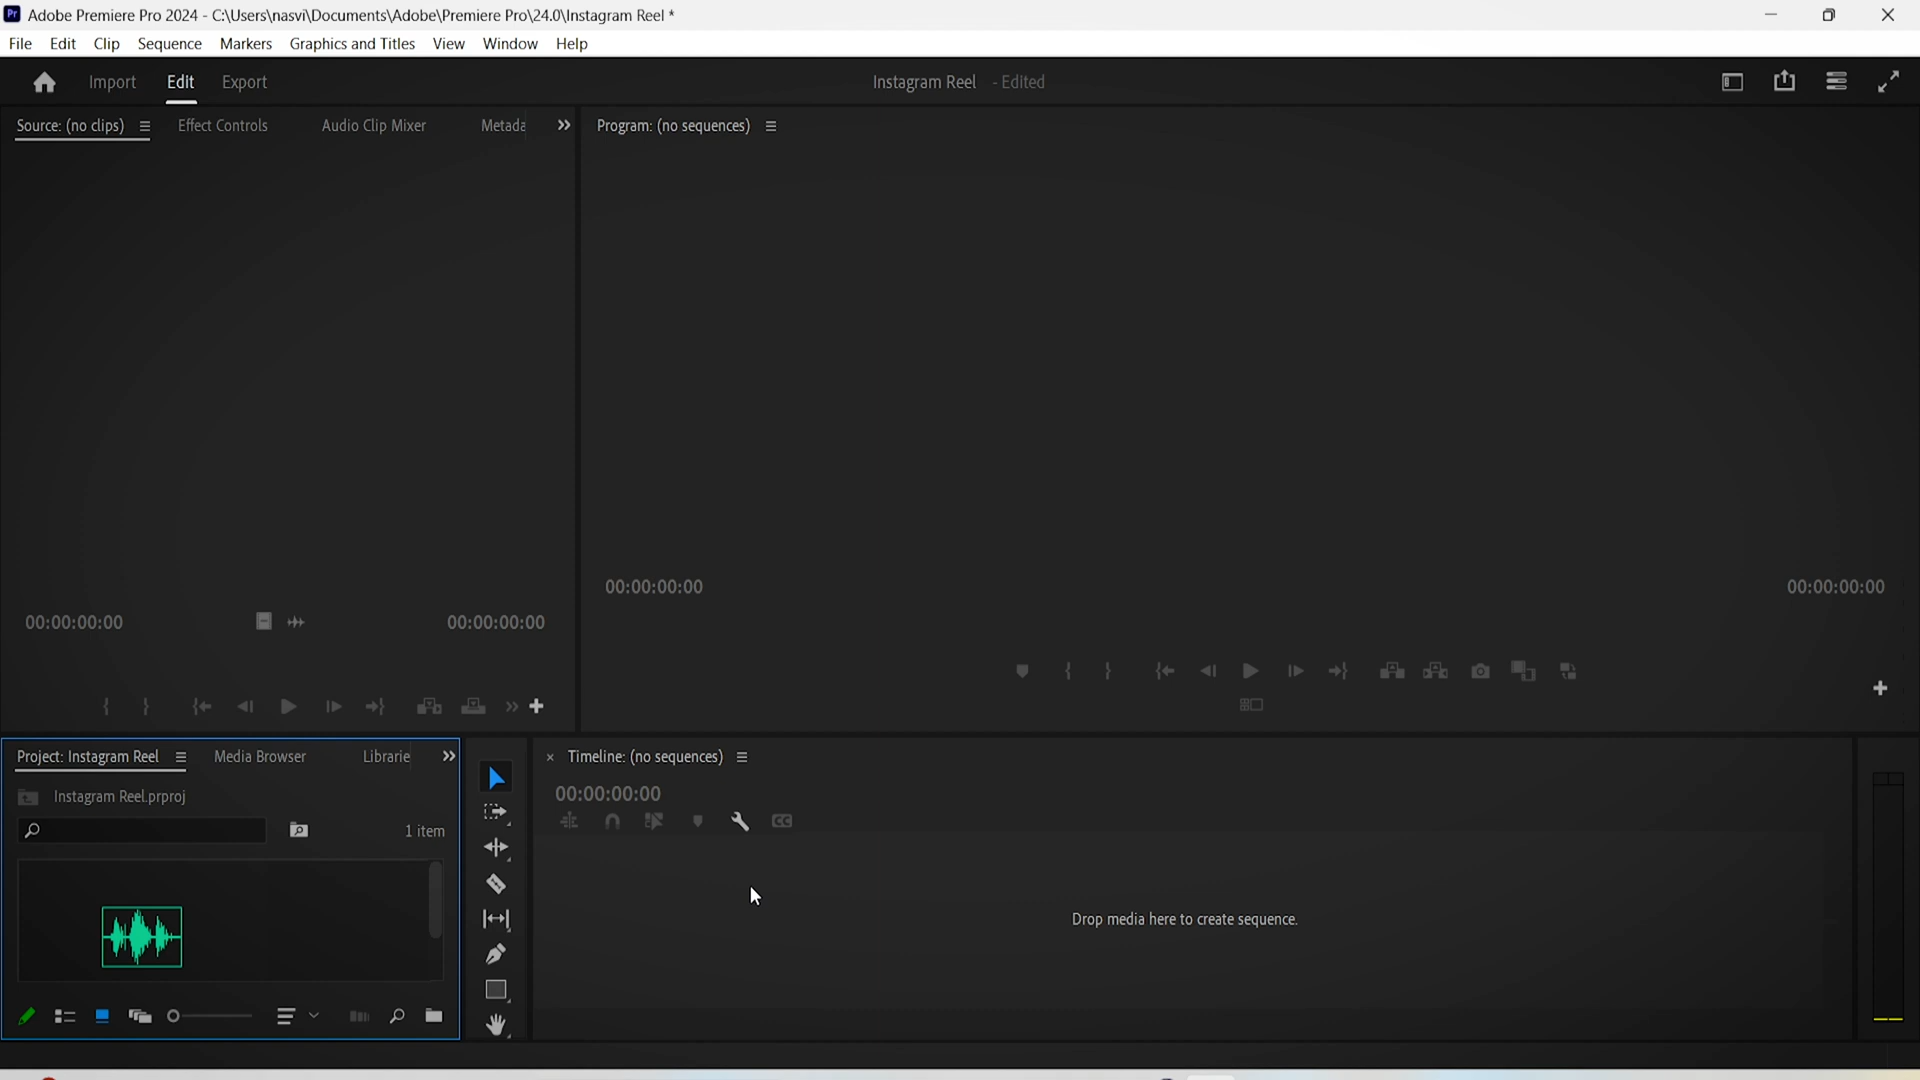 Adobe Premiere Pro 2024 - C:\Users\nasvi\Documents\Adobe\Premiere Pro\24.0\Instagram Reel *
File Edit Clip Sequence Markers Graphics and Titles View Window Help
Import Edit Export Instagram Reel - Edited
Source: (no clips) Effect Controls Audio Clip Mixer Metada Program: (no sequences)
00:00:00:00 00:00:00:00
00:00:00:00 00:00:00:00
Project: Instagram Reel Media Browser Librarie Timeline: (no sequences)
Instagram Reel.prproj 00:00:00:00
1 item
Drop media here to create sequence.